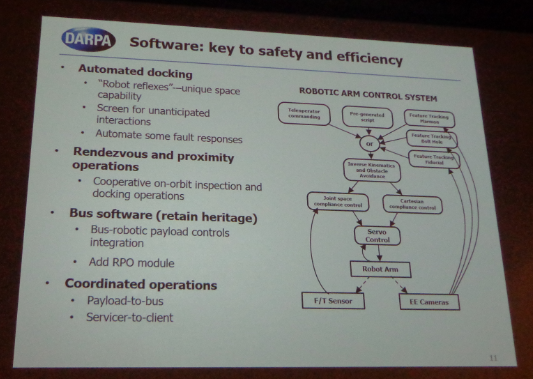 DARPA
Software: key to safety and efficiency
Automated docking
"Robot reflexes"—unique space
capability
Screen for unanticipated
interactions
Automate some fault responses
Rendezvous and proximity
operations
Cooperative on-orbit inspection and
docking operations
Bus software (retain heritage)
Bus-robotic payload controls
integration
Add RPO module
Coordinated operations
Payload-to-bus
Servicer-to-client
ROBOTIC ARM CONTROL SYSTEM
Teleoperator
commanding
Pre-generated
script
Feature Tracking
Marman
or
Feature Tracking
Bolt Hole
Feature Tracking
Fiducial
Inverse Kinematics
and Obstacle
Avoidance
Joint space
compliance control
Cartesian
compliance control
Servo
Control
Robot Arm
F/T Sensor
EE Cameras
11